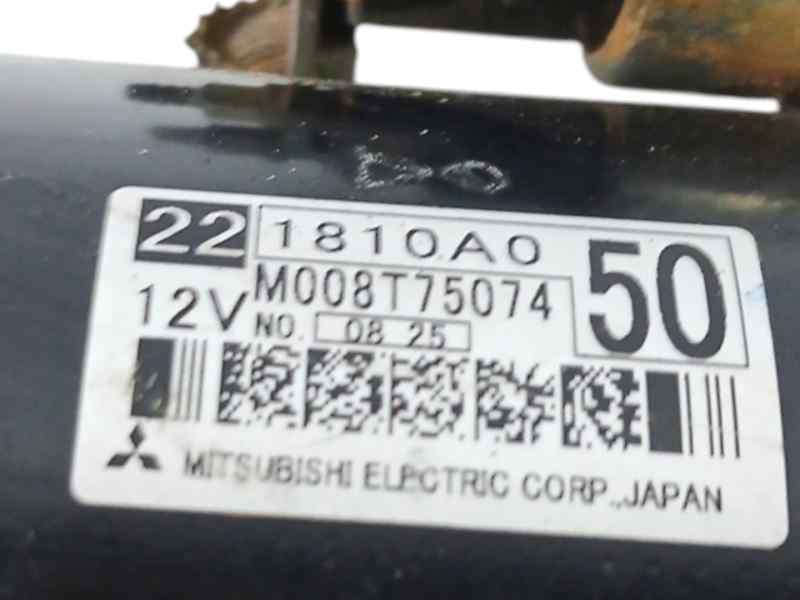 22 1810A0 50
12V M008T75074
NO. 08 25
MITSUBISHI ELECTRIC CORP., JAPAN